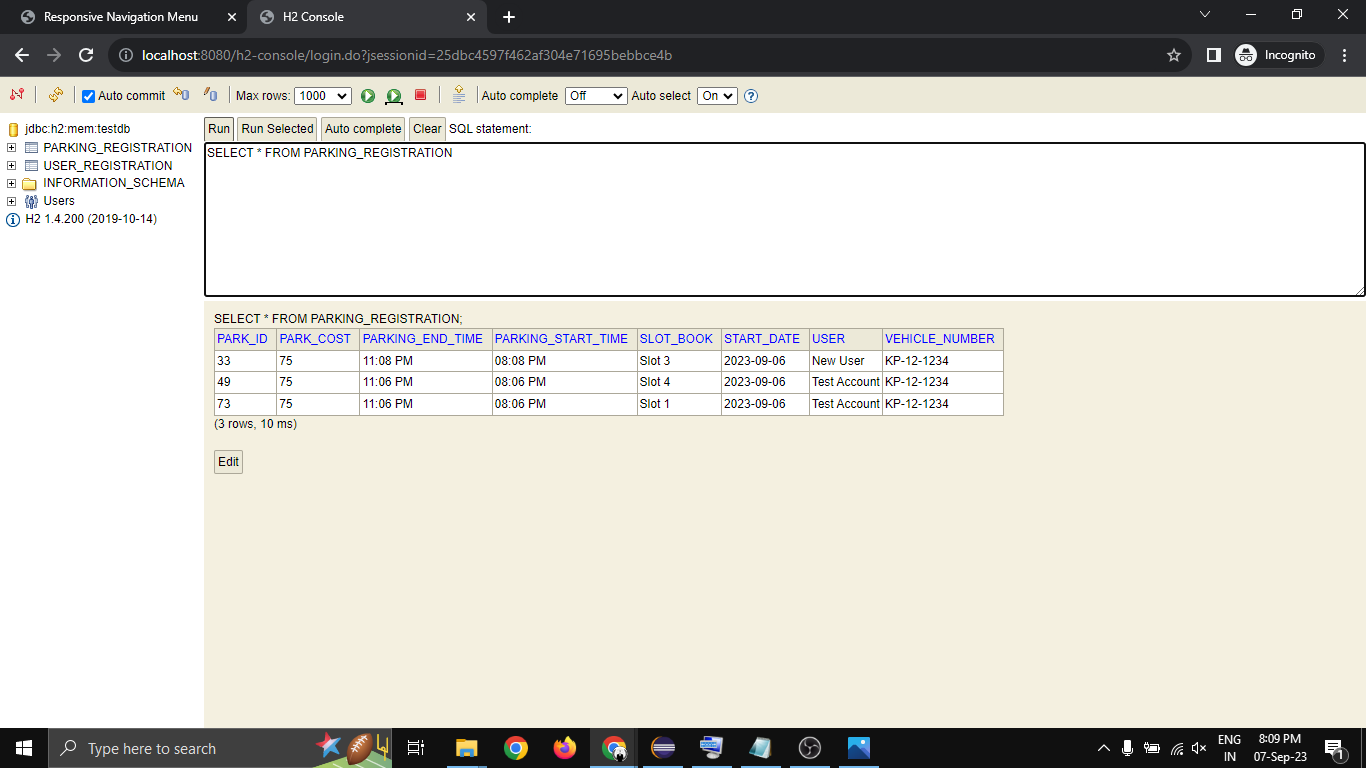 Responsive Navigation Menu
H2 Console
localhost:8080/h2-console/login.do?jsessionid=25dbc4597f462af304e71695bebbce4b
Incognito
Auto commit
Max rows: 1000
Auto complete Off
Auto select On
jdbc:h2:mem:testdb
PARKING_REGISTRATION
USER_REGISTRATION
INFORMATION_SCHEMA
Users
H2 1.4.200 (2019-10-14)
Run Run Selected Auto complete Clear SQL statement:
SELECT * FROM PARKING_REGISTRATION
SELECT * FROM PARKING_REGISTRATION;
PARK_ID PARK_COST PARKING_END_TIME PARKING_START_TIME SLOT_BOOK START_DATE USER VEHICLE_NUMBER
33 75 11:08 PM 08:08 PM Slot 3 2023-09-06 New User KP-12-1234
49 75 11:06 PM 08:06 PM Slot 4 2023-09-06 Test Account KP-12-1234
73 75 11:06 PM 08:06 PM Slot 1 2023-09-06 Test Account KP-12-1234
(3 rows, 10 ms)
Edit
Type here to search
ENG
IN
8:09 PM
07-Sep-23
1